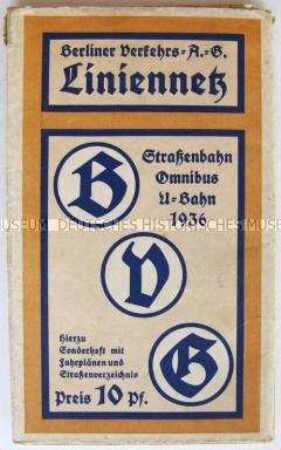 Berliner Verkehrs-A.-G.
Liniennetz
B
Straßenbahn
Omnibus
U-Bahn
1936
V
G
Hierzu
Sonderheft mit
Fahrplänen und
Straßenverzeichnis
Preis 10 Pf.
DEUTSCHES HISTORISCHES MUSEUM